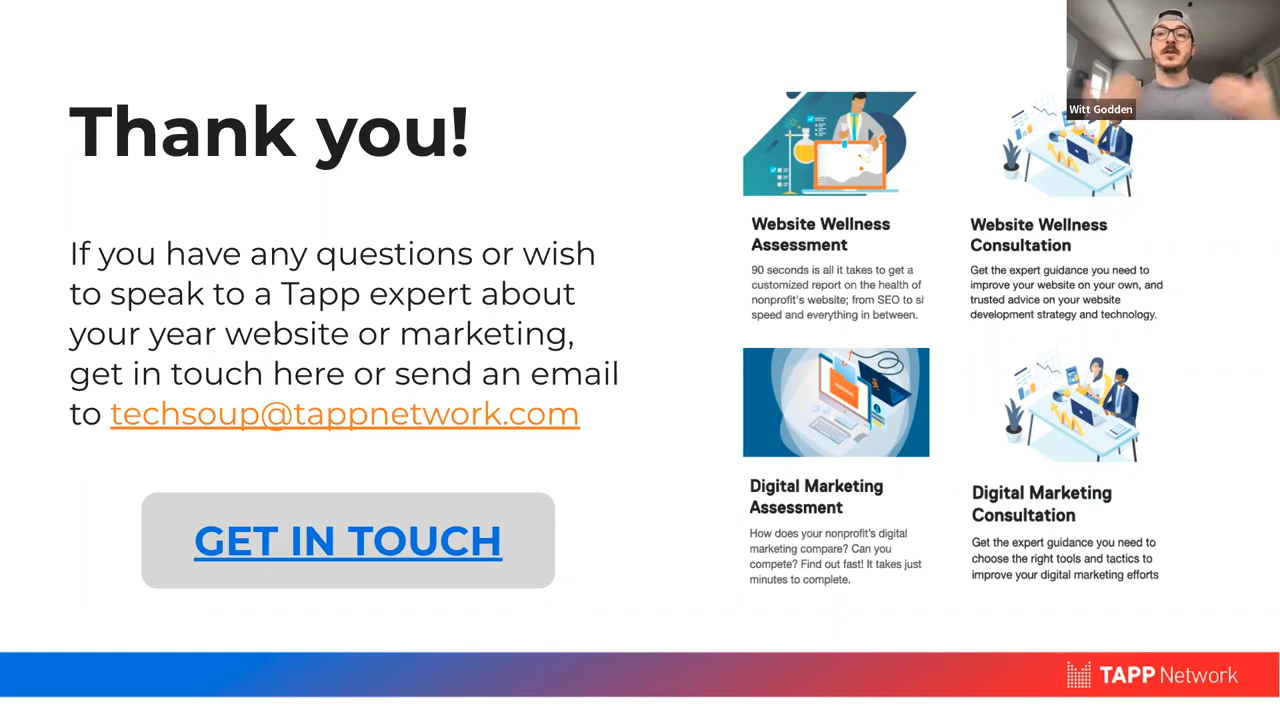 Thank you!
If you have any questions or wish
to speak to a Tapp expert about
your year website or marketing,
get in touch here or send an email
to techsoup@tappnetwork.com
GET IN TOUCH
Witt Godden
Website Wellness
Assessment
90 seconds is all it takes to get a
customized report on the health of
nonprofit's website; from SEO to si
speed and everything in between.
Website Wellness
Consultation
Get the expert guidance you need to
improve your website on your own, and
trusted advice on your website
development strategy and technology.
Digital Marketing
Assessment
How does your nonprofit's digital
marketing compare? Can you
compete? Find out fast! It takes just
minutes to complete.
Digital Marketing
Consultation
Get the expert guidance you need to
choose the right tools and tactics to
improve your digital marketing efforts
TAPP Network